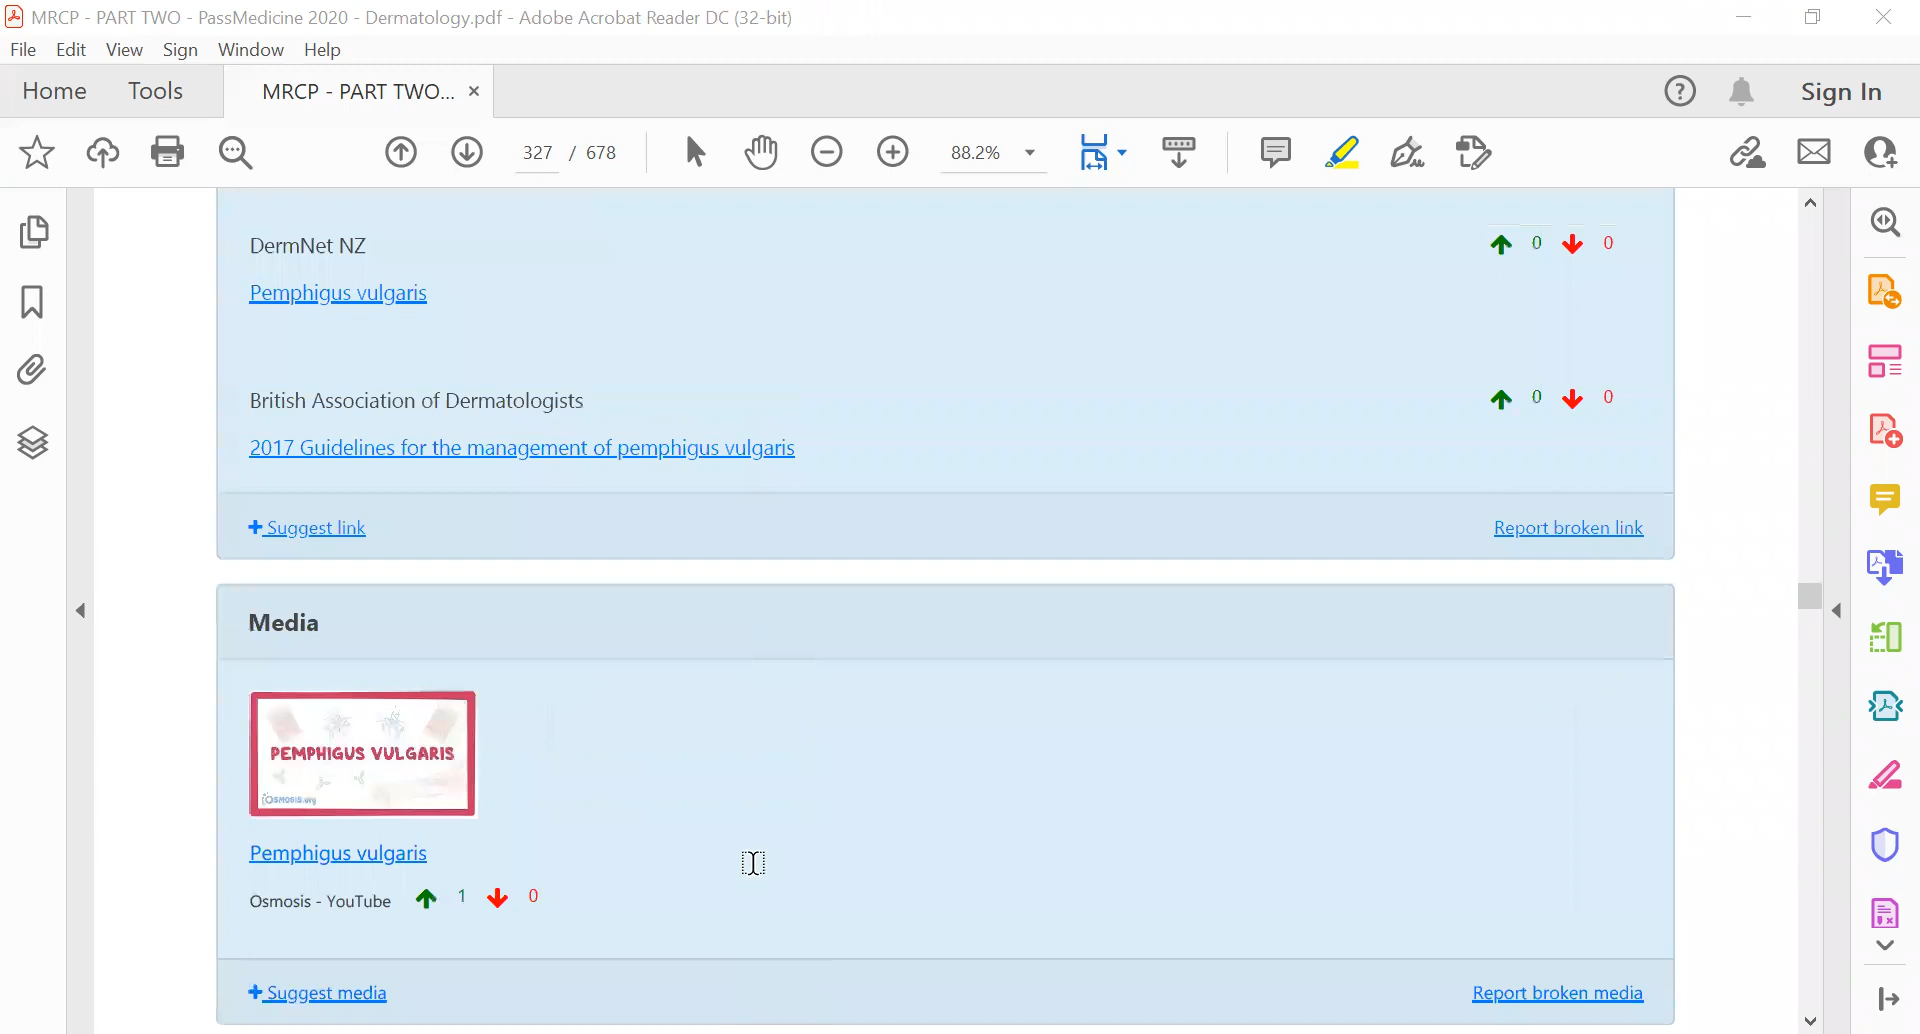 MRCP - PART TWO - PassMedicine 2020 - Dermatology.pdf - Adobe Acrobat Reader DC (32-bit)
File Edit View Sign Window Help
Home Tools MRCP - PART TWO... × Sign In
327 / 678 88.2%
DermNet NZ 0 0
Pemphigus vulgaris
British Association of Dermatologists 0 0
2017 Guidelines for the management of pemphigus vulgaris
+ Suggest link Report broken link
Media
PEMPHIGUS VULGARIS
OSMOSIS.org
Pemphigus vulgaris
Osmosis - YouTube 1 0
+ Suggest media Report broken media